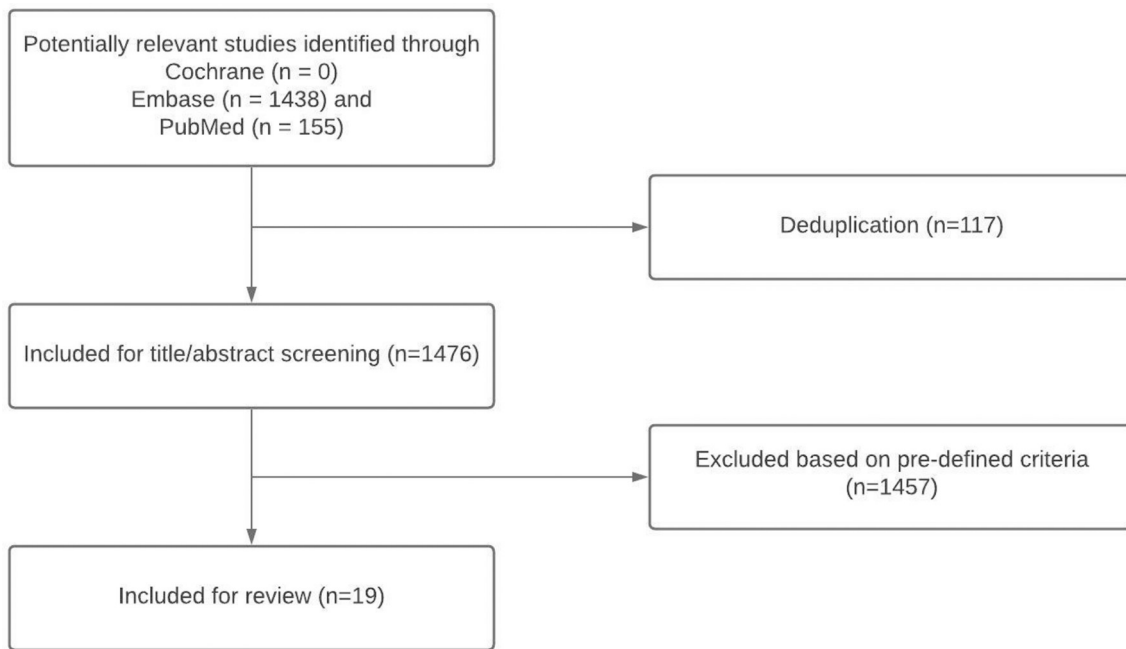 Potentially relevant studies identified through
Cochrane (n = 0)
Embase (n = 1438) and
PubMed (n = 155)
Deduplication (n=117)
Included for title/abstract screening (n=1476)
Excluded based on pre-defined criteria
(n=1457)
Included for review (n=19)